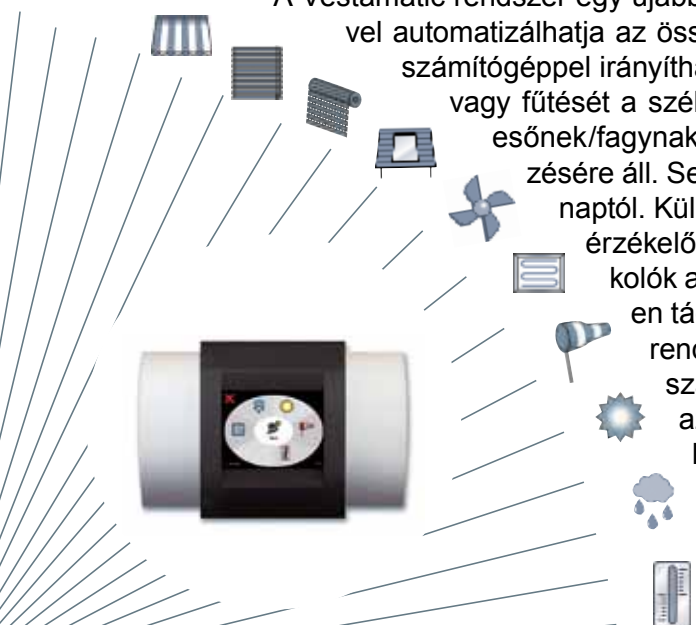 A Vestamatic rendszer egy újabb
vel automatizálhatja az öss
számítógéppel irányítha
vagy fűtését a szél
esőnek/fagynak
zésére áll. Se
naptól. Kül
érzékelő
kolók a
en tá
rend
sz
a